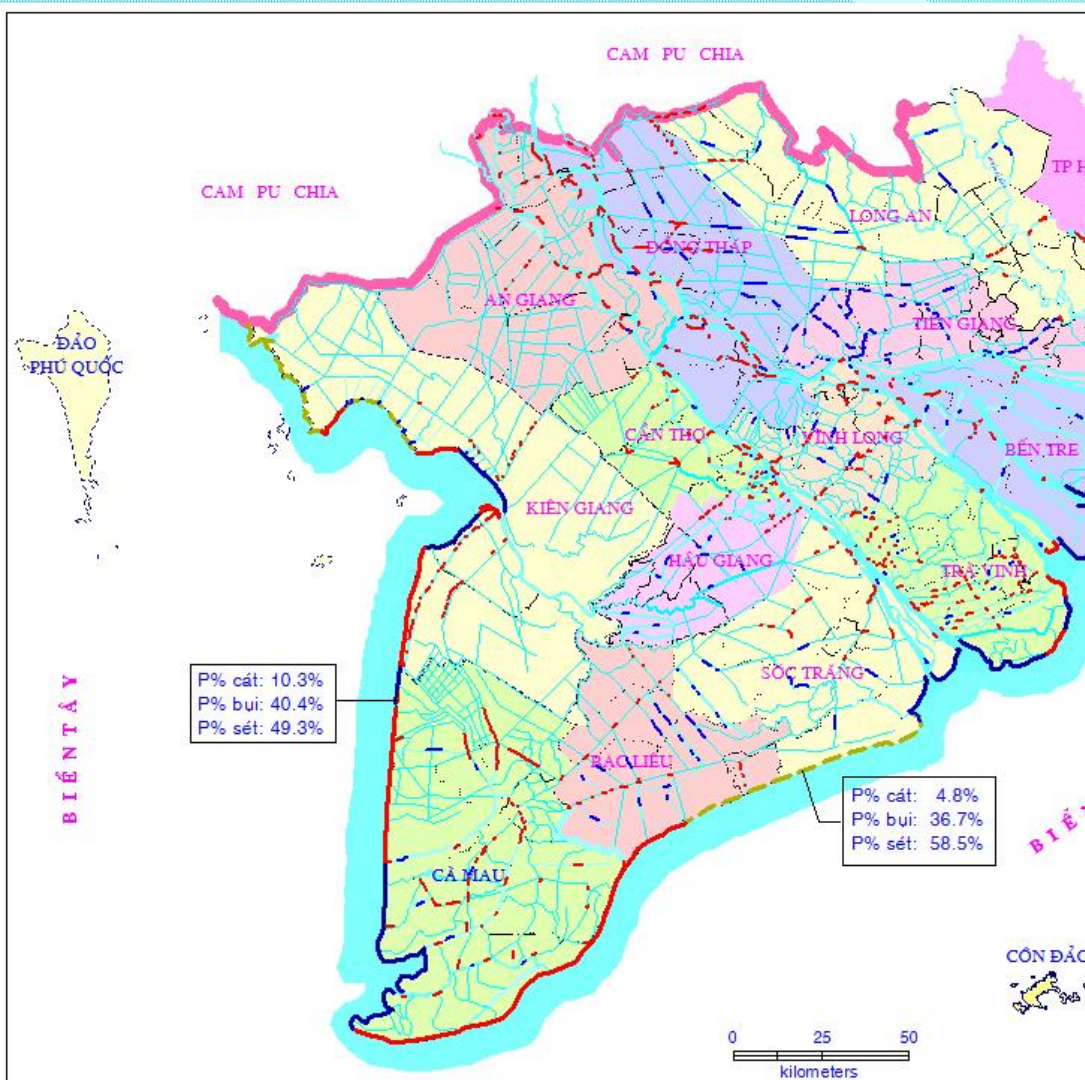 CAM PU CHIA
CAM PU CHIA
TP H
LONG AN
ĐỒNG THÁP
AN GIANG
TIỀN GIANG
ĐẢO
PHÚ QUỐC
CẦN THƠ
VĨNH LONG
BẾN TRE
KIÊN GIANG
HẬU GIANG
TRÀ VINH
SÓC TRĂNG
P% cát: 10.3%
P% bụi: 40.4%
P% sét: 49.3%
BIỂN TÂY
BẠC LIÊU
P% cát: 4.8%
P% bụi: 36.7%
P% sét: 58.5%
CÀ MAU
CÔN ĐẢO
0 25 50
kilometers